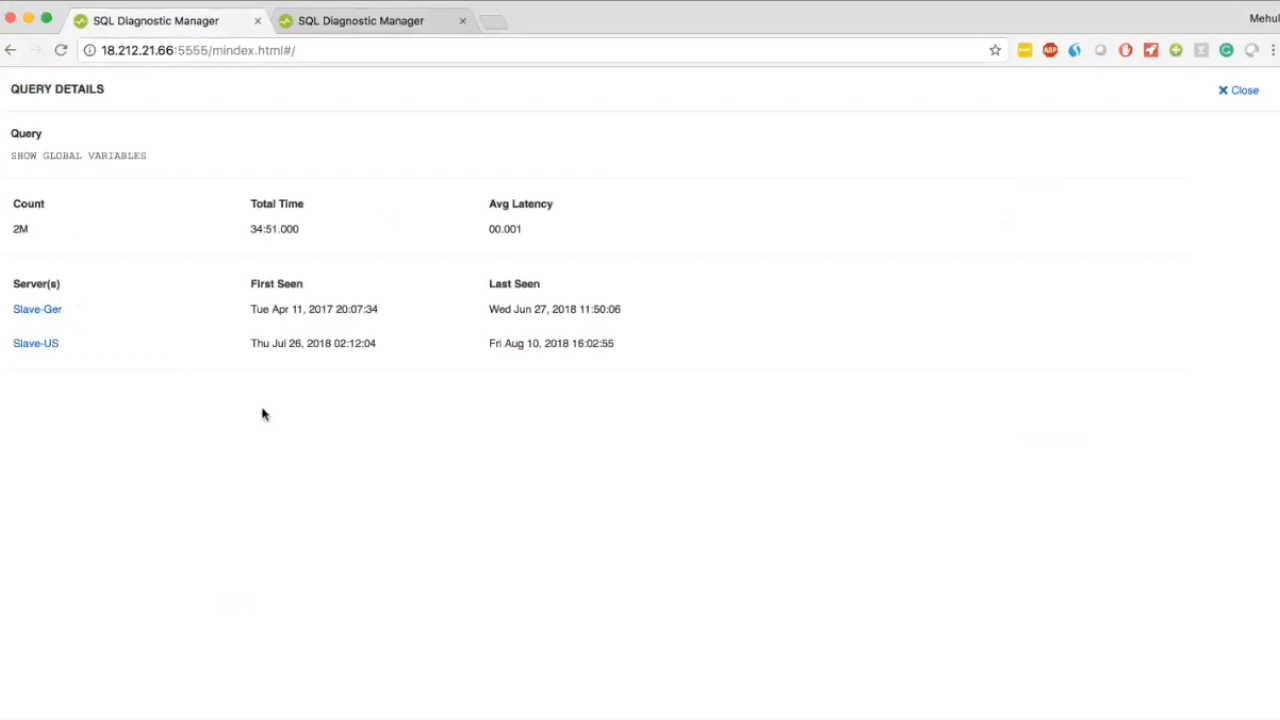 SQL Diagnostic Manager
SQL Diagnostic Manager
18.212.21.66:5555/mindex.html#/
ABP
QUERY DETAILS
Close
Query
SHOW GLOBAL VARIABLES
Count Total Time Avg Latency
2M 34:51.000 00.001
Server(s) First Seen Last Seen
Slave-Ger Tue Apr 11, 2017 20:07:34 Wed Jun 27, 2018 11:50:06
Slave-US Thu Jul 26, 2018 02:12:04 Fri Aug 10, 2018 16:02:55